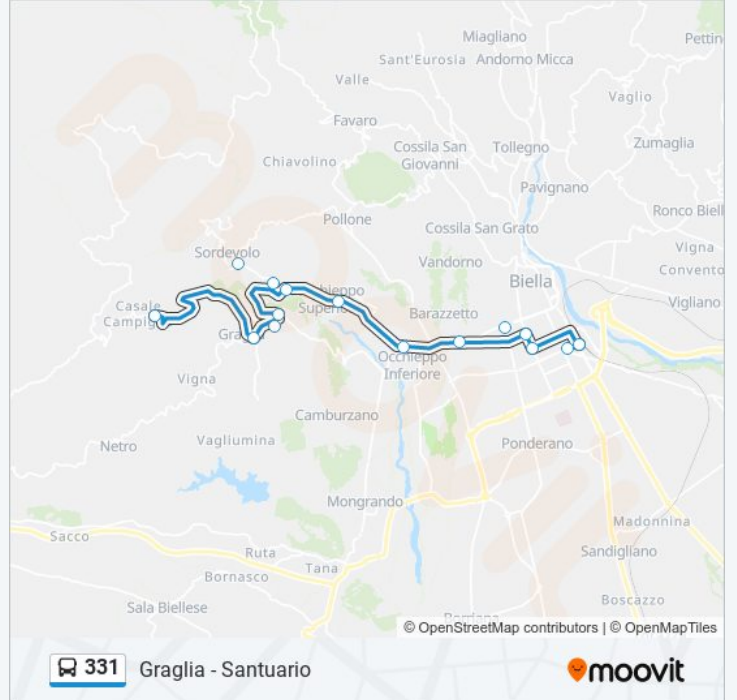 Miagliano
Pettin
Sant'Eurosia
Andorno Micca
Valle
Vaglio
Favaro
Cossila San
Giovanni
Tollegno
Zumaglia
Chiavolino
Pavignano
Pollone
Ronco Biell
Cossila San Grato
Sordevolo
Vigna
Convento
Vandorno
Biella
Vigliano
Casale
Campig
Barazzetto
Occhieppo
Inferiore
Vigna
Camburzano
Netro
Vagliumina
Ponderano
Mongrando
Madonnina
Sacco
Sandigliano
Ruta
Tana
Bornasco
Boscazzo
Sala Biellese
© OpenStreetMap contributors | © OpenMapTiles
331 Graglia - Santuario
moovit